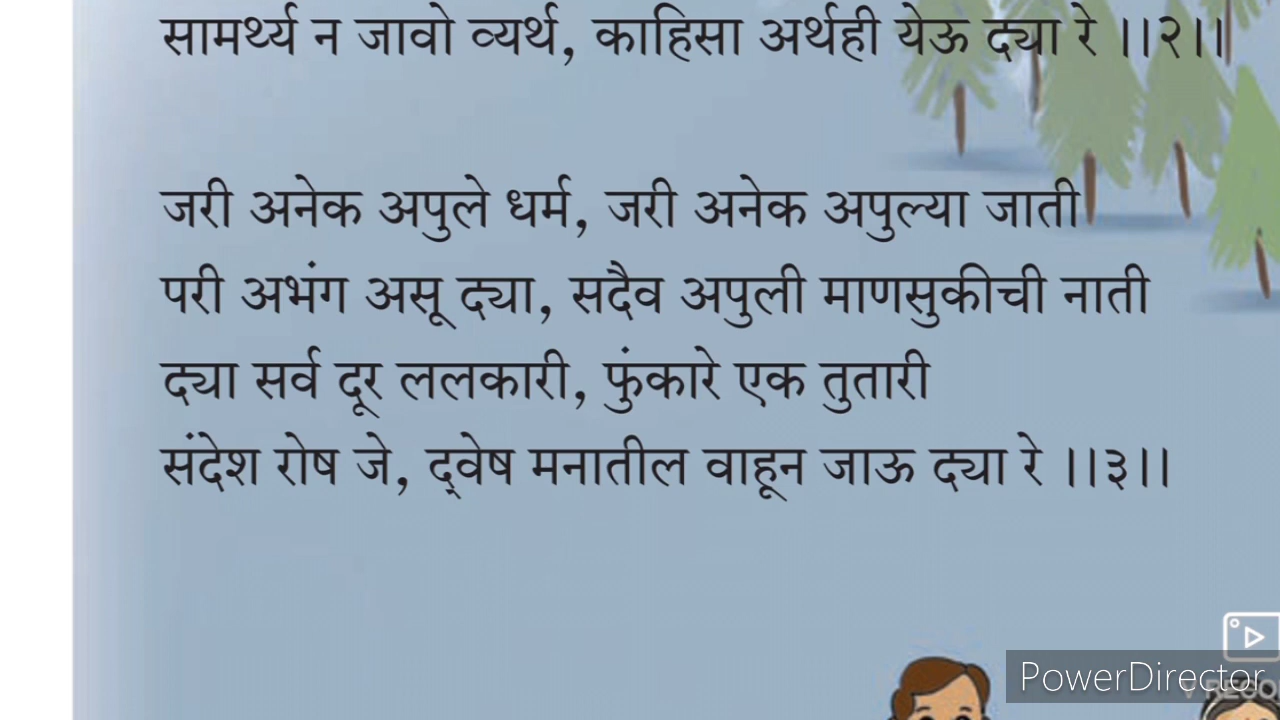 सामर्थ्य न जावो व्यर्थ, काहिसा अर्थही येऊ द्या रे ।।२।।
जरी अनेक अपुले धर्म, जरी अनेक अपुल्या जाती
परी अभंग असू द्या, सदैव अपुली माणसुकीची नाती
द्या सर्व दूर ललकारी, फुंकारे एक तुतारी
संदेश रोष जे, द्‌वेष मनातील वाहून जाऊ द्या रे ।।३।।
PowerDirector